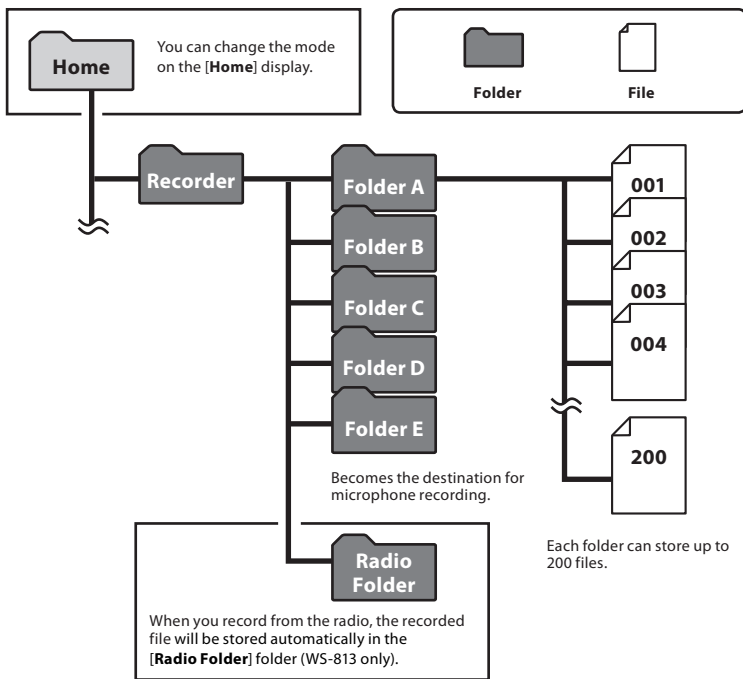 Home
You can change the mode
on the [Home] display.
Folder
File
Recorder
Folder A
Folder B
Folder C
Folder D
Folder E
001
002
003
004
200
Becomes the destination for
microphone recording.
Each folder can store up to
200 files.
Radio
Folder
When you record from the radio, the recorded
file will be stored automatically in the
[Radio Folder] folder (WS-813 only).